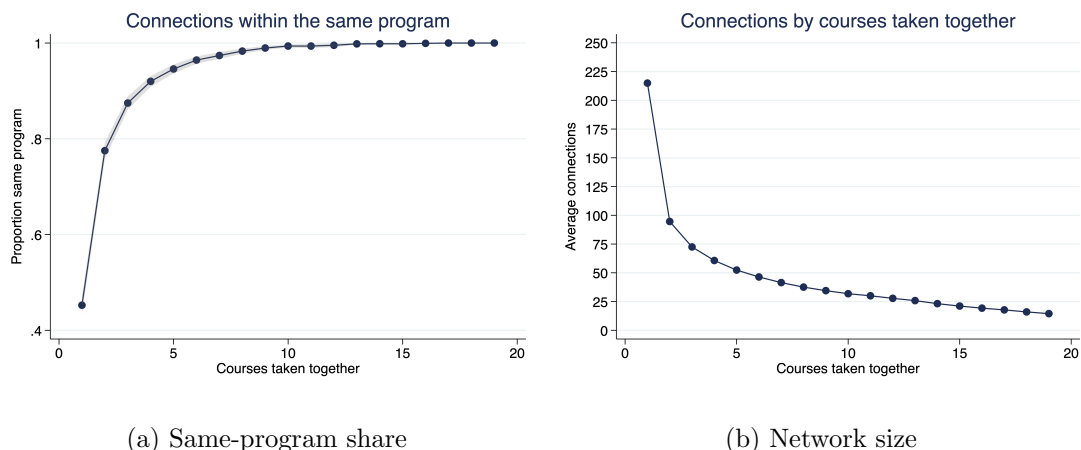 Connections within the same program
Proportion same program
1
.8
.6
.4
0 5 10 15 20
Courses taken together
(a) Same-program share
Connections by courses taken together
Average connections
250
225
200
175
150
125
100
75
50
25
0
0 5 10 15 20
Courses taken together
(b) Network size